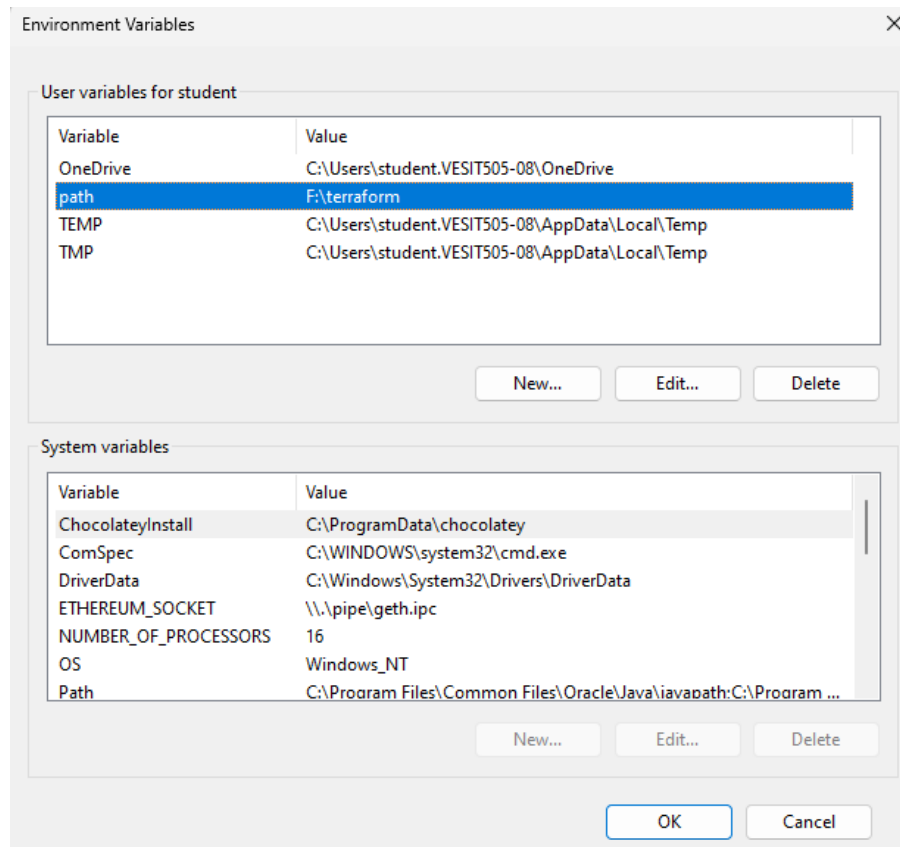 Environment Variables
User variables for student
Variable Value
OneDrive C:\Users\student.VESIT505-08\OneDrive
path F:\terraform
TEMP C:\Users\student.VESIT505-08\AppData\Local\Temp
TMP C:\Users\student.VESIT505-08\AppData\Local\Temp
New... Edit... Delete
System variables
Variable Value
ChocolateyInstall C:\ProgramData\chocolatey
ComSpec C:\WINDOWS\system32\cmd.exe
DriverData C:\Windows\System32\Drivers\DriverData
ETHEREUM_SOCKET \\.\pipe\geth.ipc
NUMBER_OF_PROCESSORS 16
OS Windows_NT
Path C:\Program Files\Common Files\Oracle\Java\javapath;C:\Program ...
New... Edit... Delete
OK Cancel